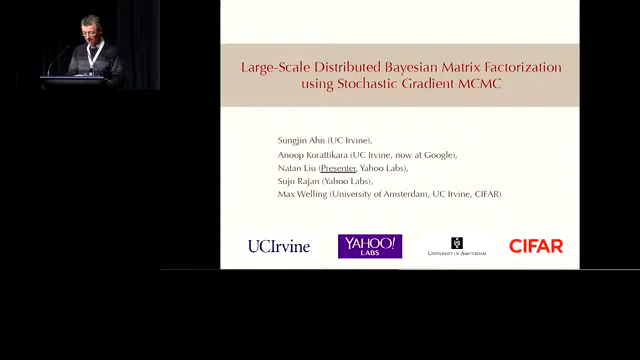 Large-Scale Distributed Bayesian Matrix Factorization
using Stochastic Gradient MCMC
Sungjin Ahn (UC Irvine),
Anoop Korattikara (UC Irvine, now at Google),
Natan Liu (Presenter, Yahoo Labs),
Suju Rajan (Yahoo Labs),
Max Welling (University of Amsterdam, UC Irvine, CIFAR)
UCIrvine
YAHOO!
LABS
UNIVERSITY OF AMSTERDAM
CIFAR